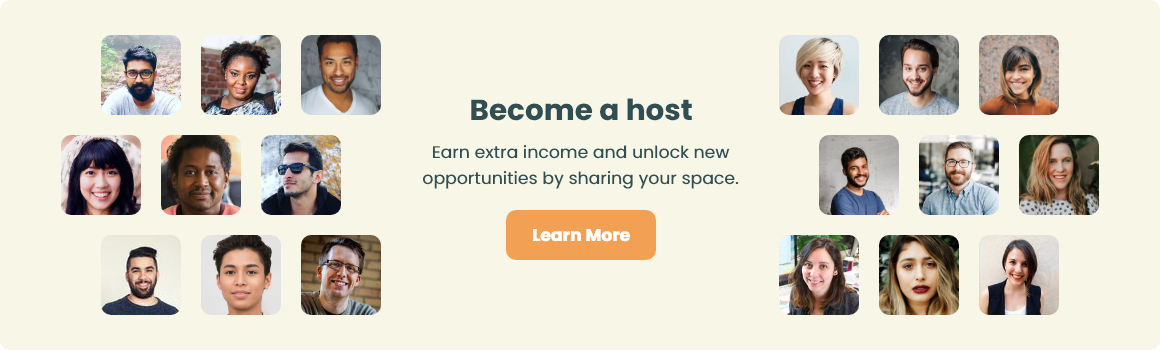 Become a host
Earn extra income and unlock new
opportunities by sharing your space.
Learn More